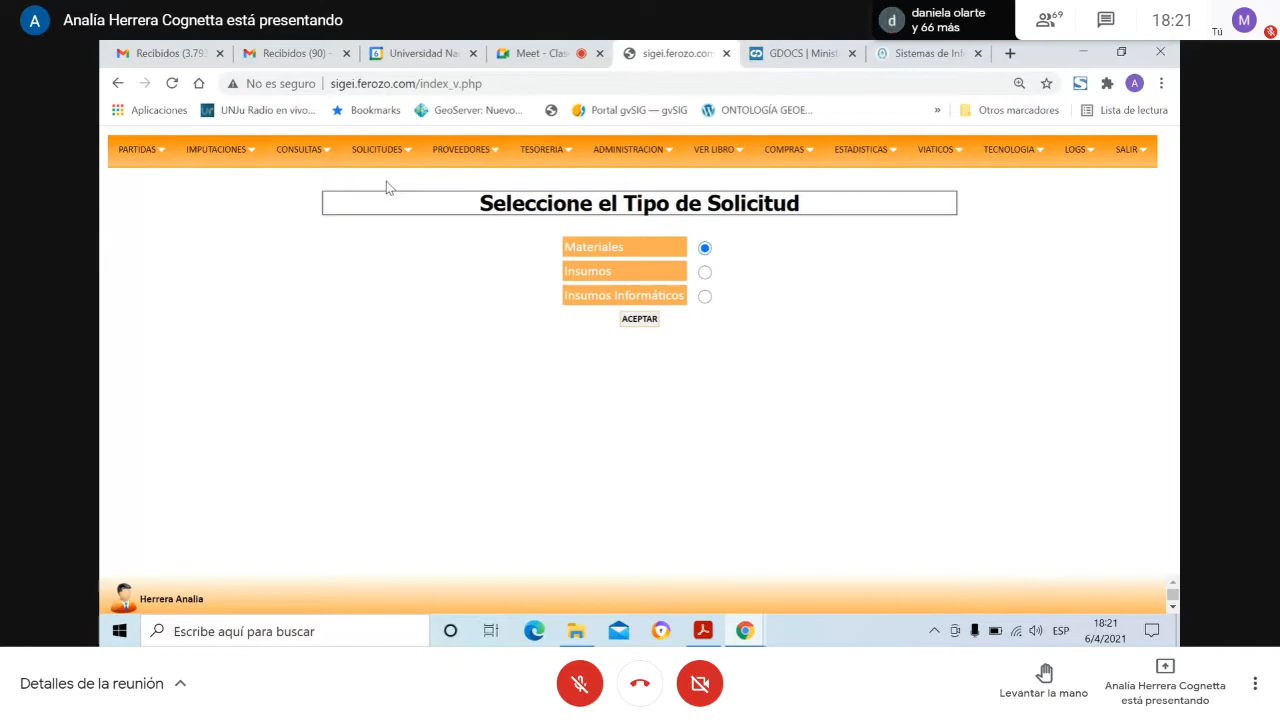 A Analía Herrera Cognetta está presentando
d daniela olarte
y 66 más
69
18:21
Tú
M
Recibidos (3.793
Recibidos (90) -
6 Universidad Na
Meet - Clas
sigei.ferozo.com
GDOCS | Minist
Sistemas de Inf
No es seguro | sigei.ferozo.com/index_v.php
A
Aplicaciones
UNJu Radio en vivo...
Bookmarks
GeoServer: Nuevo...
Portal gvSIG — gvSIG
ONTOLOGÍA GEOE...
»
Otros marcadores
Lista de lectura
PARTIDAS IMPUTACIONES CONSULTAS SOLICITUDES PROVEEDORES TESORERIA ADMINISTRACION VER LIBRO COMPRAS ESTADISTICAS VIATICOS TECNOLOGIA LOGS SALIR
Seleccione el Tipo de Solicitud
Materiales
Insumos
Insumos Informáticos
ACEPTAR
Herrera Analia
Escribe aquí para buscar
ESP
18:21
6/4/2021
Detalles de la reunión
Levantar la mano
Analía Herrera Cognetta
está presentando